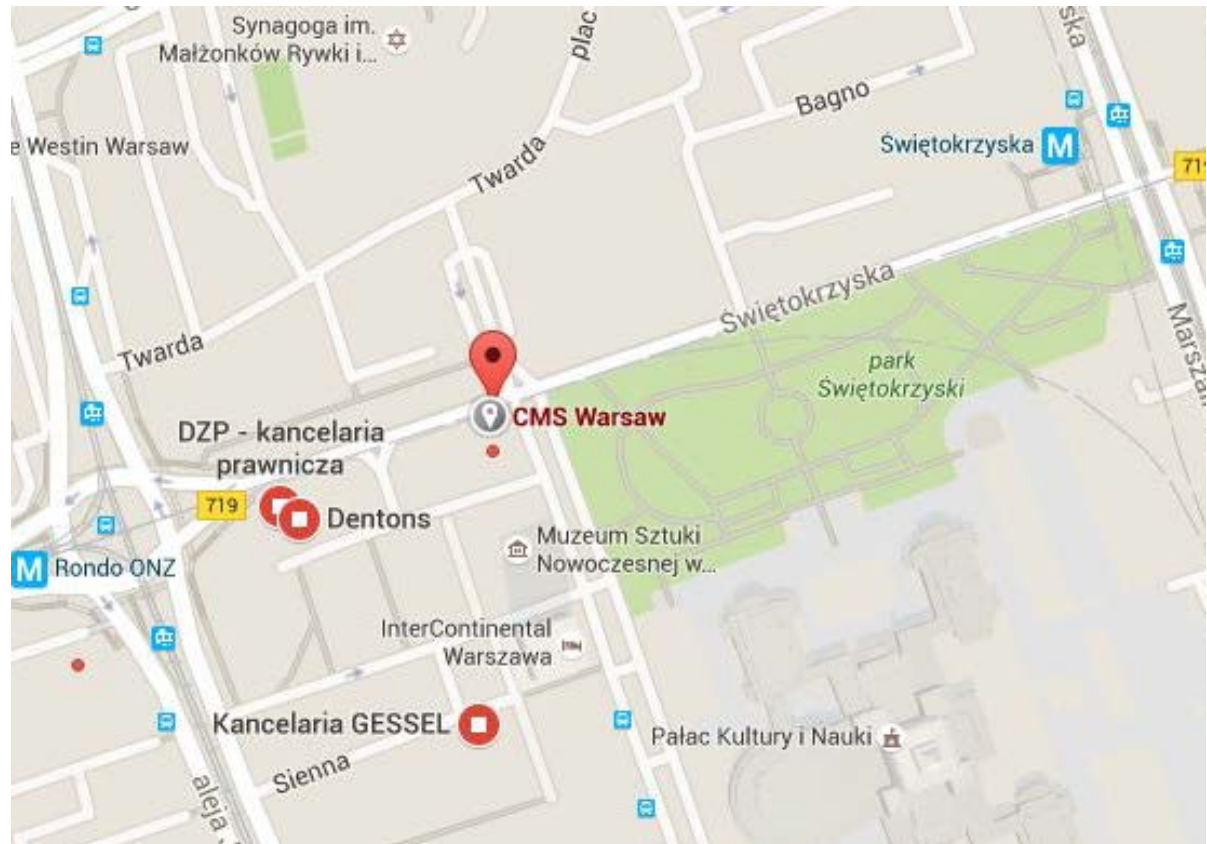 Synagoga im.
Małżonków Rywki i...
plac
ska
Bagno
e Westin Warsaw
Świętokrzyska
M
719
Twarda
Świętokrzyska
Marszał
Twarda
park
Świętokrzyski
CMS Warsaw
DZP - kancelaria
prawnicza
719
Dentons
Muzeum Sztuki
Nowoczesnej w...
M
Rondo ONZ
InterContinental
Warszawa
Kancelaria GESSEL
Pałac Kultury i Nauki
Sienna
aleja